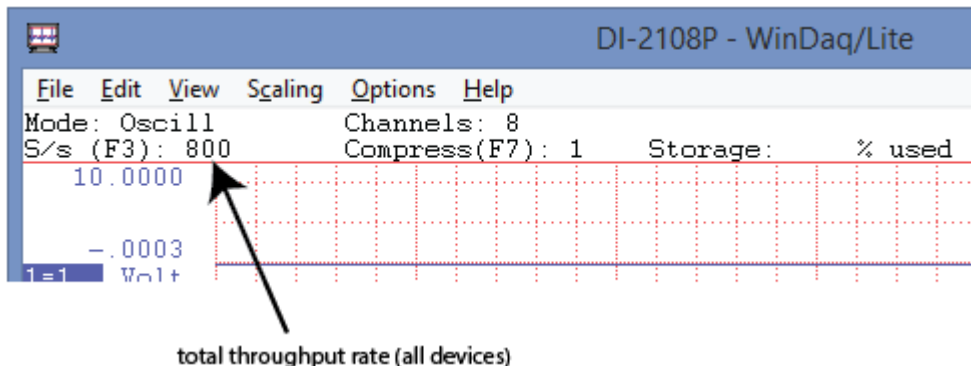 DI-2108P - WinDaq/Lite
File Edit View Scaling Options Help
Mode: Oscill Channels: 8
S/s (F3): 800 Compress(F7): 1 Storage: % used
10.0000
-.0003
1=1 Volt
total throughput rate (all devices)